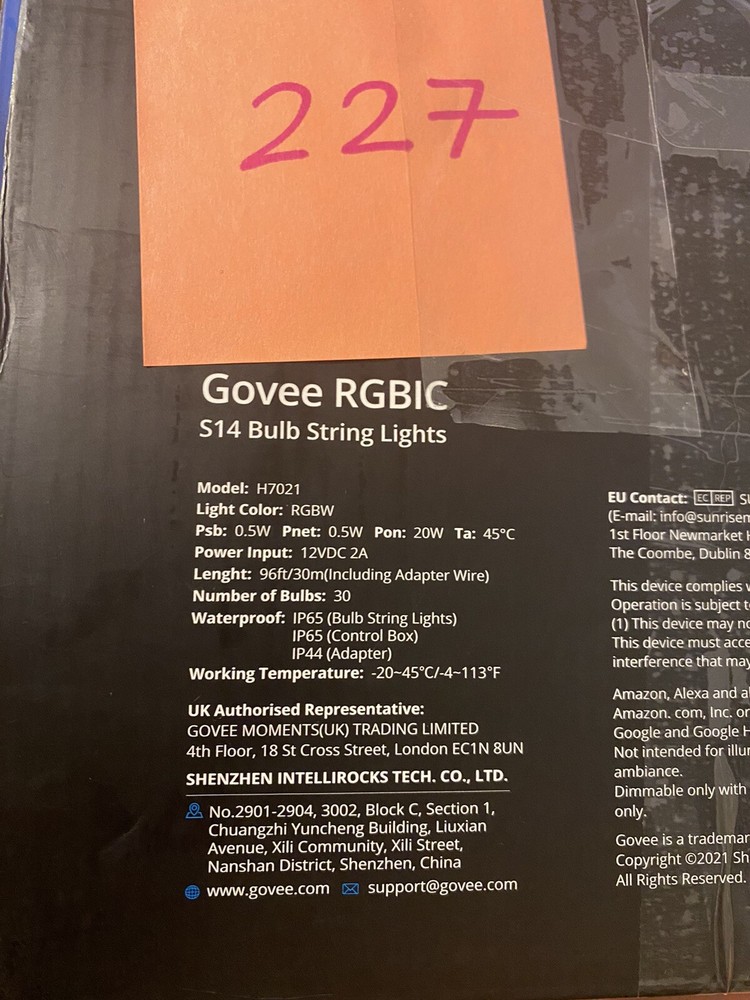 227
Govee RGBIC
S14 Bulb String Lights
Model: H7021
Light Color: RGBW
Psb: 0.5W Pnet: 0.5W Pon: 20W Ta: 45°C
Power Input: 12VDC 2A
Lenght: 96ft/30m(Including Adapter Wire)
Number of Bulbs: 30
Waterproof: IP65 (Bulb String Lights)
IP65 (Control Box)
IP44 (Adapter)
Working Temperature: -20~45°C/-4~113°F
UK Authorised Representative:
GOVEE MOMENTS(UK) TRADING LIMITED
4th Floor, 18 St Cross Street, London EC1N 8UN
SHENZHEN INTELLIROCKS TECH. CO., LTD.
No.2901-2904, 3002, Block C, Section 1,
Chuangzhi Yuncheng Building, Liuxian
Avenue, Xili Community, Xili Street,
Nanshan District, Shenzhen, China
www.govee.com support@govee.com
EU Contact: EC REP
(E-mail: info@sunrisem
1st Floor Newmarket
The Coombe, Dublin 8
This device complies
Operation is subject
(1) This device may
This device must
interference that may
Amazon, Alexa and
Amazon. com, Inc. or
Google and Google
Not intended for
ambiance.
Dimmable only with
only.
Govee is a
Copyright ©2021
All Rights Reserved.